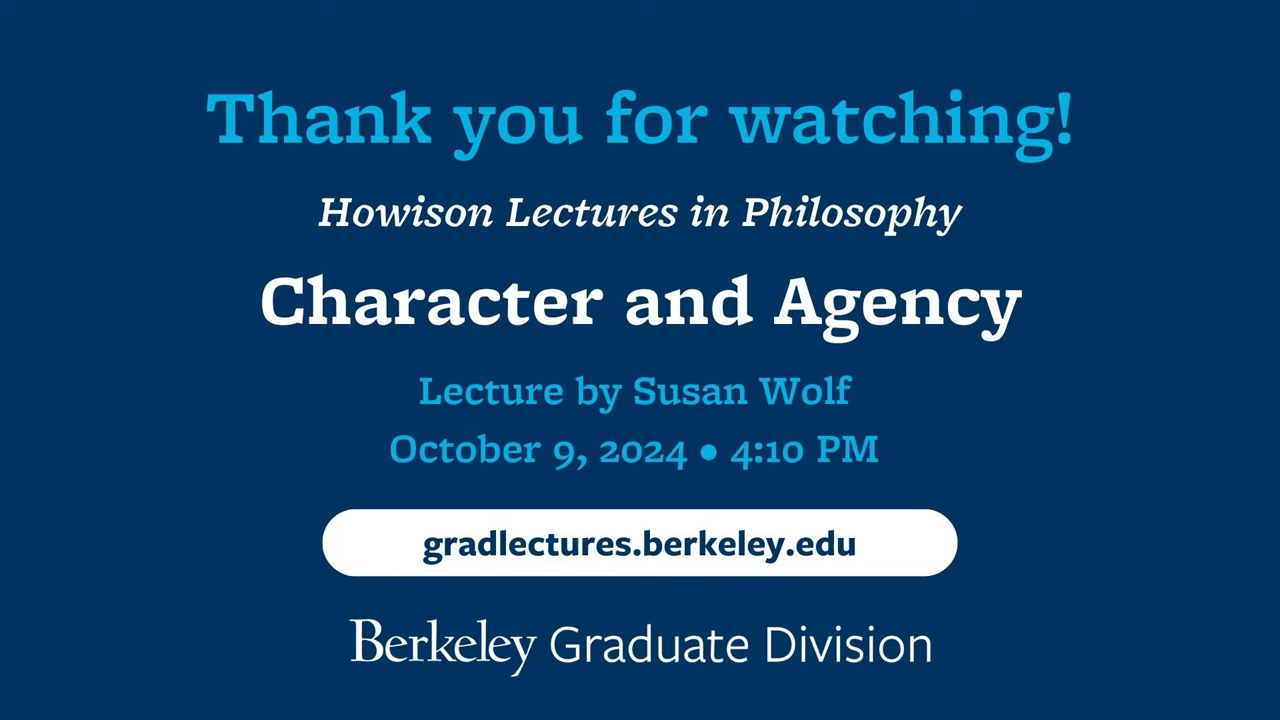 Thank you for watching!
Howison Lectures in Philosophy
Character and Agency
Lecture by Susan Wolf
October 9, 2024 • 4:10 PM
gradlectures.berkeley.edu
Berkeley Graduate Division